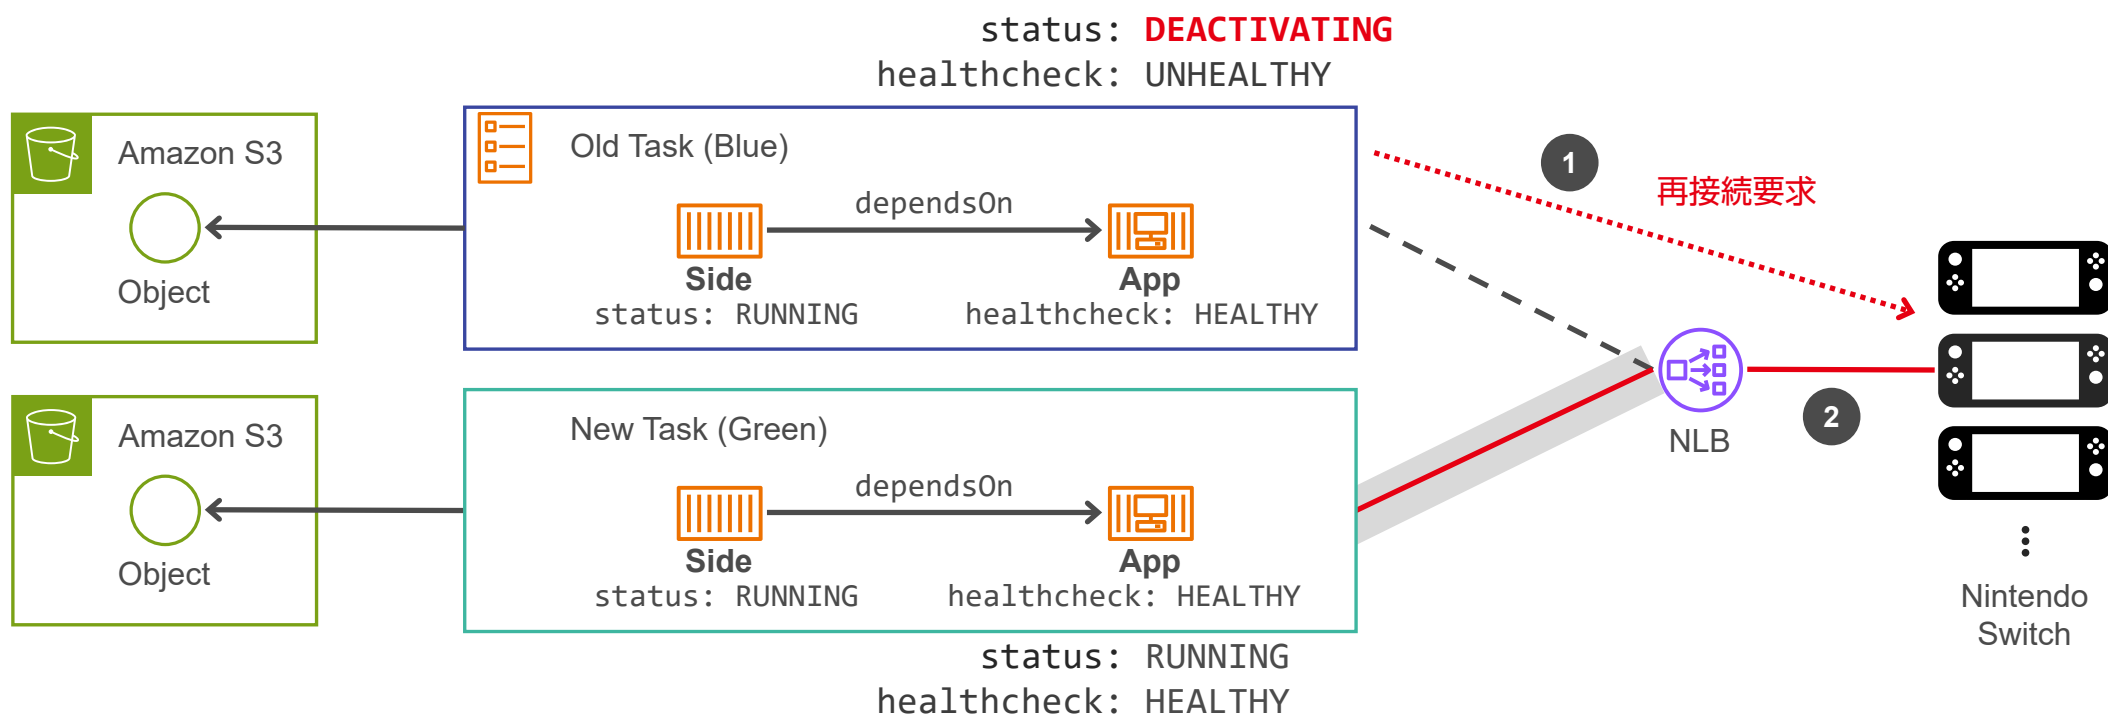 status: DEACTIVATING
healthcheck: UNHEALTHY
Amazon S3
Object
Old Task (Blue)
dependsOn
Side
status: RUNNING
App
healthcheck: HEALTHY
1
再接続要求
Amazon S3
Object
New Task (Green)
dependsOn
Side
status: RUNNING
App
healthcheck: HEALTHY
NLB
2
Nintendo
Switch
status: RUNNING
healthcheck: HEALTHY